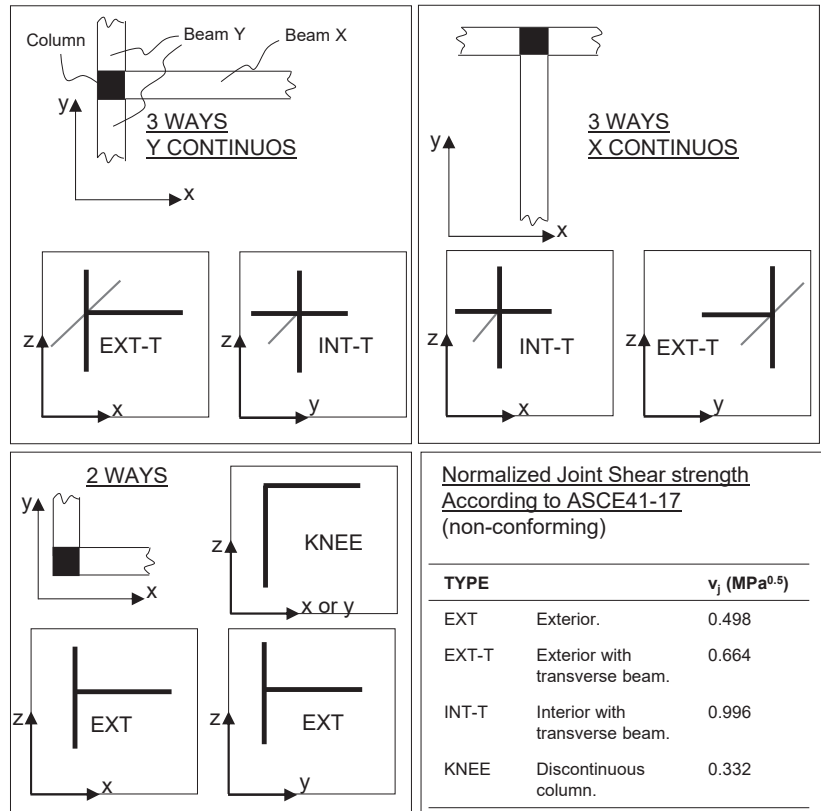 Column
Beam Y
Beam X
y
3 WAYS
Y CONTINUOS
x
z
EXT-T
x
z
INT-T
y
3 WAYS
X CONTINUOS
y
x
z
INT-T
x
z
EXT-T
y
2 WAYS
y
x
z
KNEE
x or y
z
EXT
x
z
EXT
y
Normalized Joint Shear strength
According to ASCE41-17
(non-conforming)
TYPE vj (MPa0.5)
EXT Exterior. 0.498
EXT-T Exterior with 0.664
transverse beam.
INT-T Interior with 0.996
transverse beam.
KNEE Discontinuous 0.332
column.